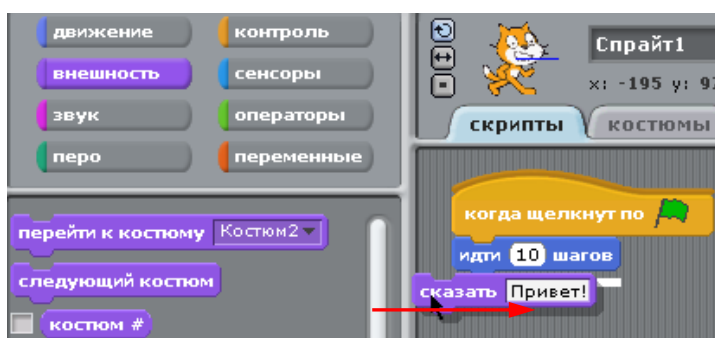 движение
контроль
внешность
сенсоры
звук
операторы
перо
переменные
перейти к костюму Костюм2
следующий костюм
костюм #
Спрайт1
x: -195 y:
скрипты
костюмы
когда щелкнут по
идти 10 шагов
сказать Привет!